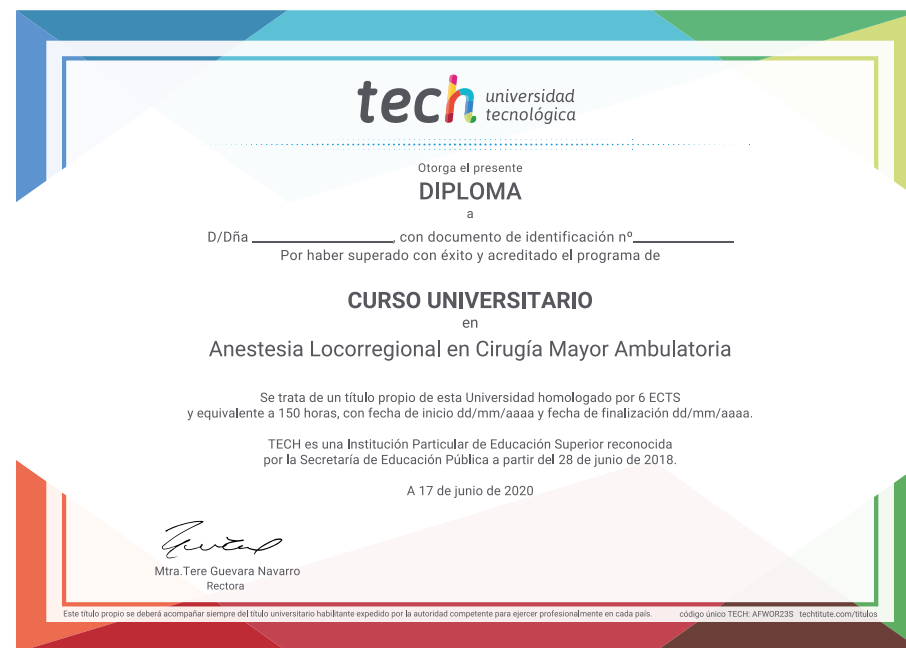 tech universidad
tecnológica
Otorga el presente
DIPLOMA
a
D/Dña ____________________, con documento de identificación nº______________
Por haber superado con éxito y acreditado el programa de
CURSO UNIVERSITARIO
en
Anestesia Locorregional en Cirugía Mayor Ambulatoria
Se trata de un título propio de esta Universidad homologado por 6 ECTS
y equivalente a 150 horas, con fecha de inicio dd/mm/aaaa y fecha de finalización dd/mm/aaaa.
TECH es una Institución Particular de Educación Superior reconocida
por la Secretaría de Educación Pública a partir del 28 de junio de 2018.
A 17 de junio de 2020
Mtra.Tere Guevara Navarro
Rectora
Este título propio se deberá acompañar siempre del título universitario habilitante expedido por la autoridad competente para ejercer profesionalmente en cada país. código único TECH: AFWOR23S techtitute.com/titulos